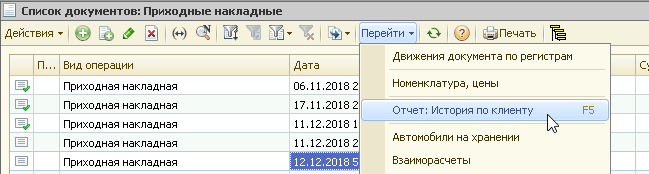 Список документов: Приходные накладные
Действия Перейти Печать
П... Вид операции Дата Су
Приходная накладная 06.11.2018 2
Приходная накладная 17.11.2018 2
Приходная накладная 11.12.2018 1
Приходная накладная 11.12.2018 2
Приходная накладная 12.12.2018 5
Движения документа по регистрам
Номенклатура, цены
Отчет: История по клиенту F5
Автомобили на хранении
Взаиморасчеты